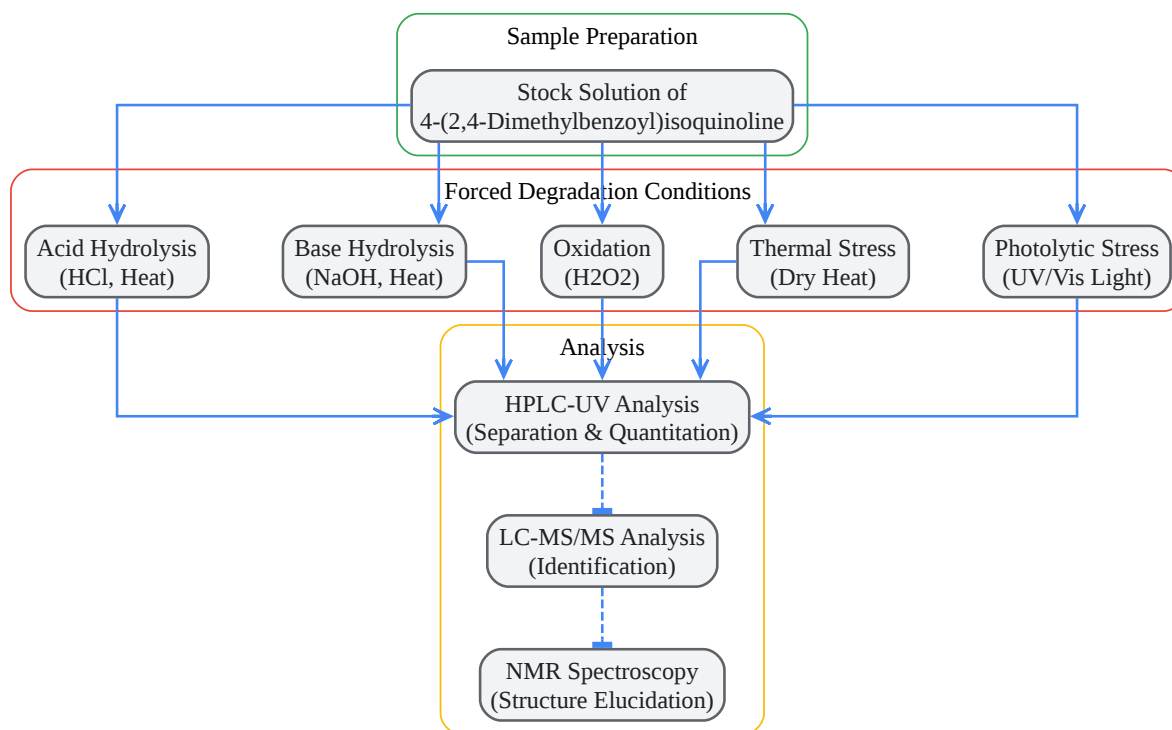 Sample Preparation
Stock Solution of
4-(2,4-Dimethylbenzoyl)isoquinoline
Forced Degradation Conditions
Acid Hydrolysis
(HCl, Heat)
Base Hydrolysis
(NaOH, Heat)
Oxidation
(H2O2)
Thermal Stress
(Dry Heat)
Photolytic Stress
(UV/Vis Light)
Analysis
HPLC-UV Analysis
(Separation & Quantitation)
LC-MS/MS Analysis
(Identification)
NMR Spectroscopy
(Structure Elucidation)